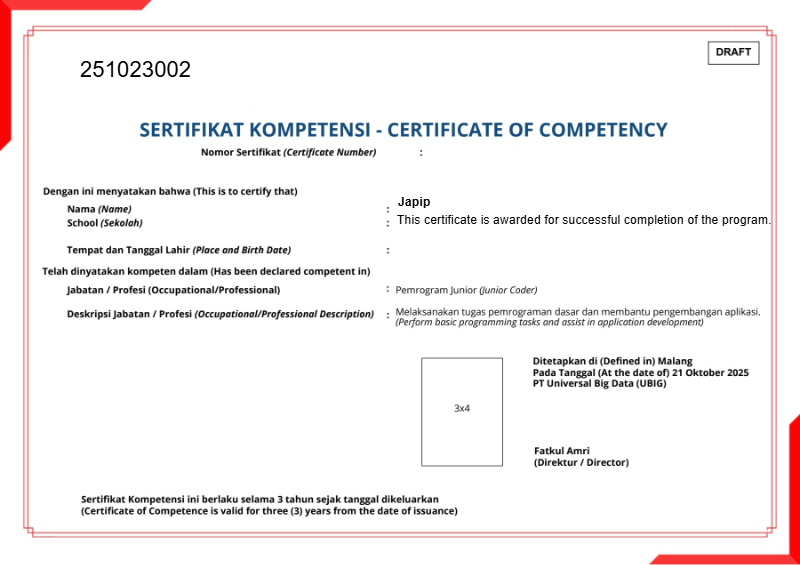 DRAFT
251023002
SERTIFIKAT KOMPETENSI - CERTIFICATE OF COMPETENCY
Nomor Sertifikat (Certificate Number) :
Dengan ini menyatakan bahwa (This is to certify that)
Nama (Name) : Japip
School (Sekolah) : This certificate is awarded for successful completion of the program.
Tempat dan Tanggal Lahir (Place and Birth Date) :
Telah dinyatakan kompeten dalam (Has been declared competent in)
Jabatan / Profesi (Occupational/Professional) : Pemrogram Junior (Junior Coder)
Deskripsi Jabatan / Profesi (Occupational/Professional Description) : Melaksanakan tugas pemrograman dasar dan membantu pengembangan aplikasi.
(Perform basic programming tasks and assist in application development)
3x4
Ditetapkan di (Defined in) Malang
Pada Tanggal (At the date of) 21 Oktober 2025
PT Universal Big Data (UBIG)
Fatkul Amri
(Direktur / Director)
Sertifikat Kompetensi ini berlaku selama 3 tahun sejak tanggal dikeluarkan
(Certificate of Competence is valid for three (3) years from the date of issuance)